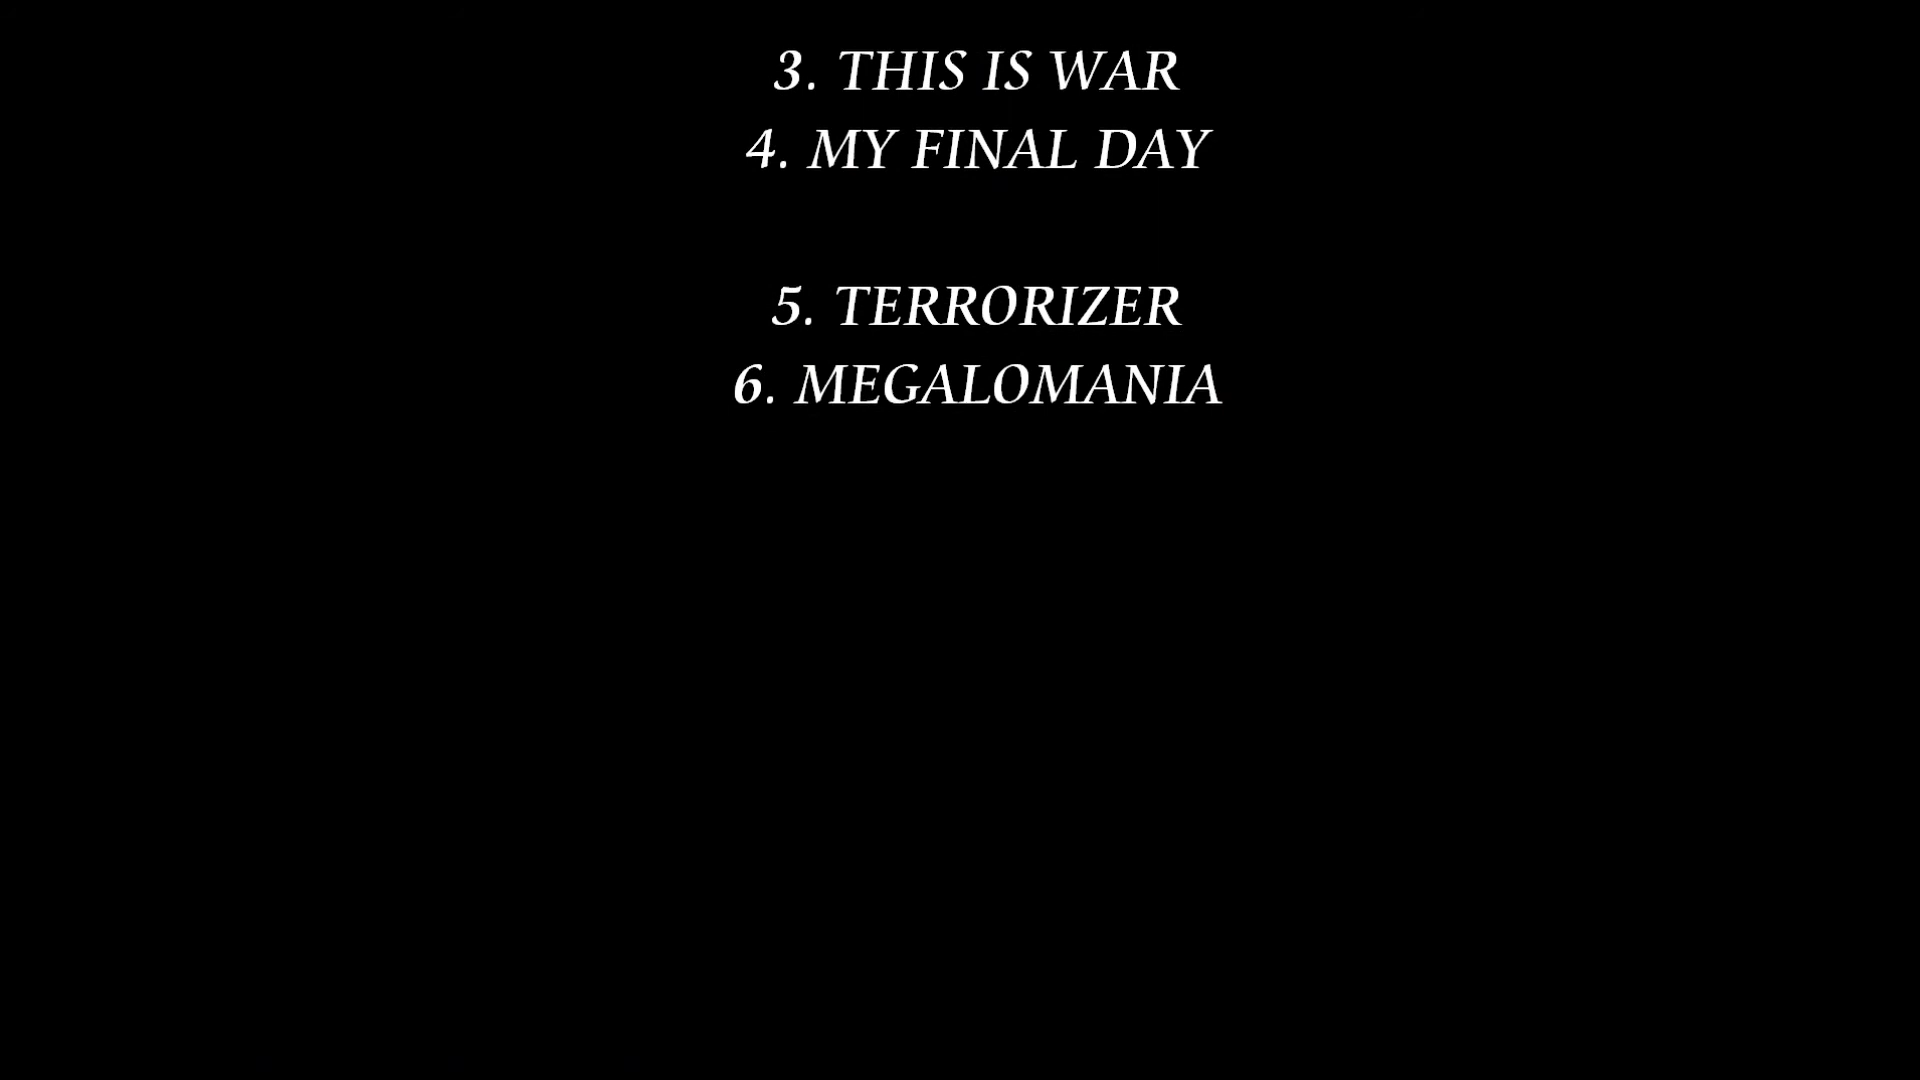 3. THIS IS WAR
4. MY FINAL DAY
5. TERRORIZER
6. MEGALOMANIA